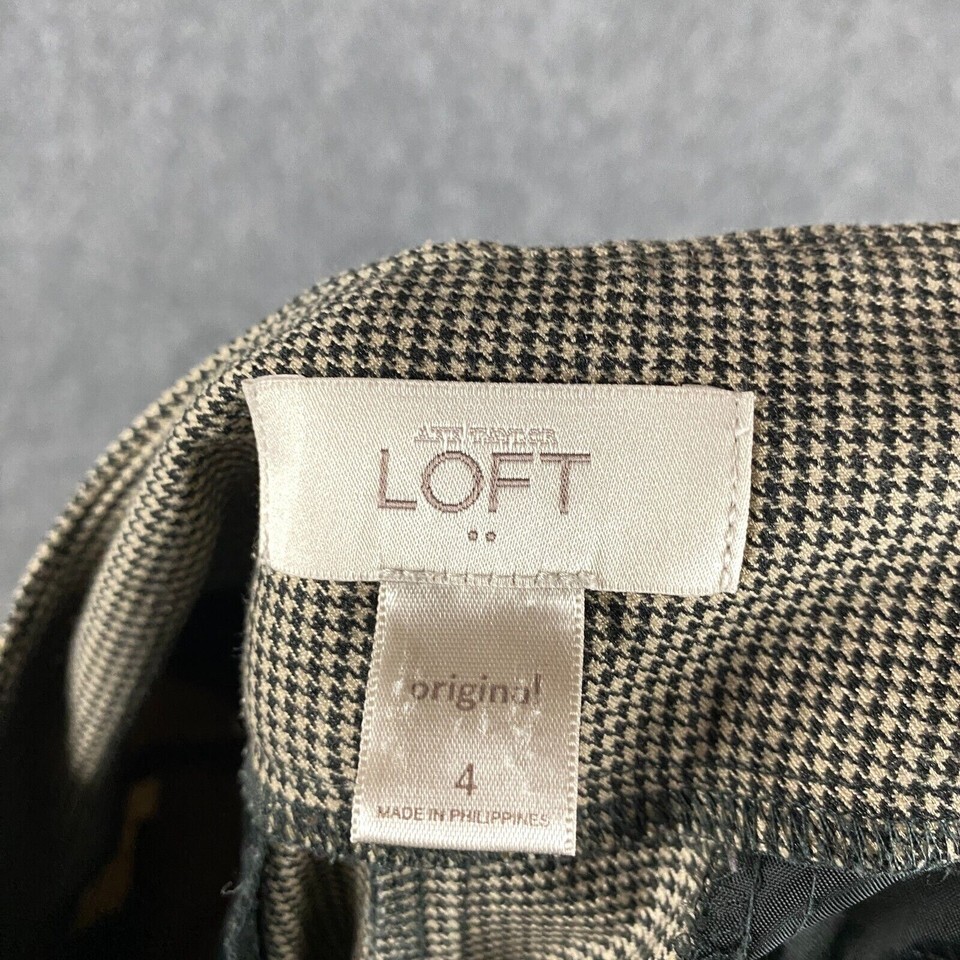 ANN TAYLOR
LOFT
original
4
MADE IN PHILIPPINES